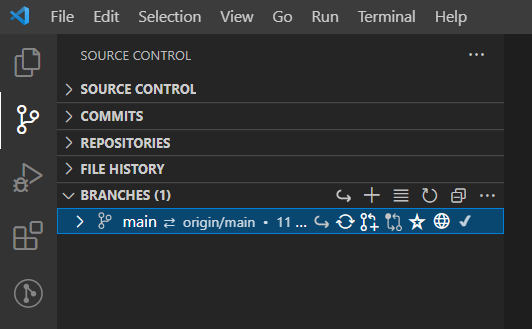 File Edit Selection View Go Run Terminal Help
SOURCE CONTROL ...
SOURCE CONTROL
COMMITS
REPOSITORIES
FILE HISTORY
BRANCHES (1) ...
main ⇄ origin/main • 11 ...